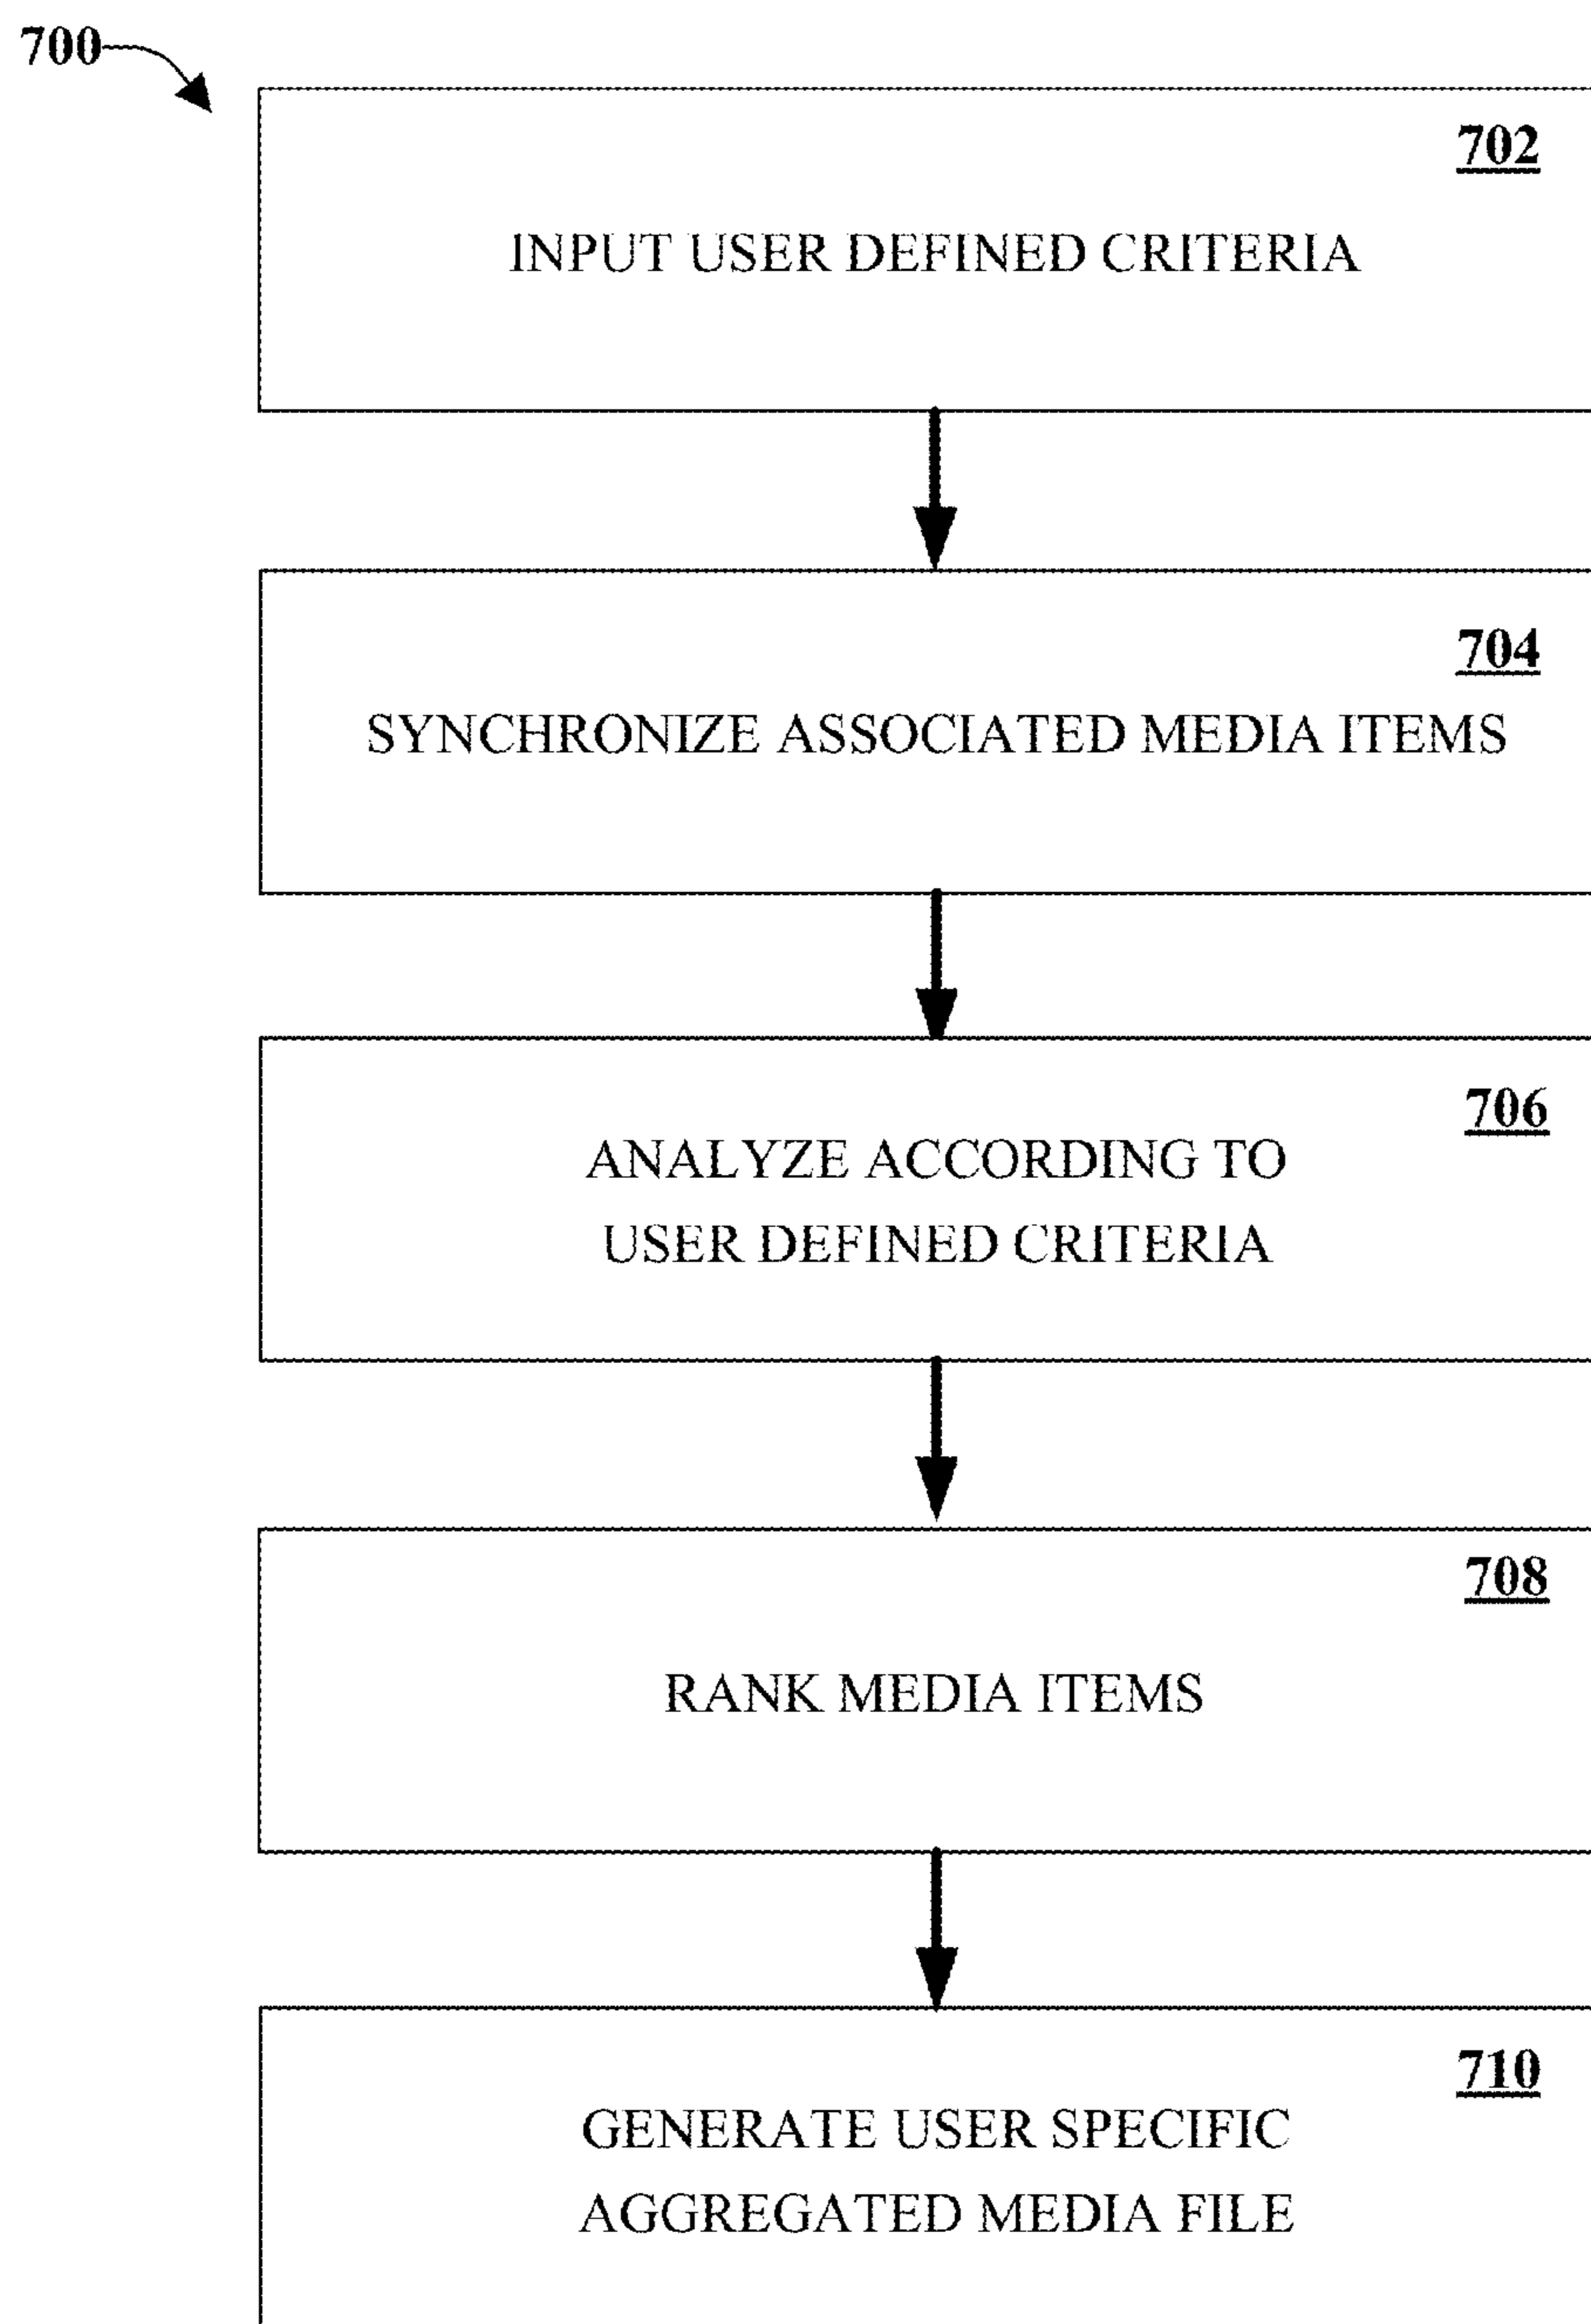 700
702
INPUT USER DEFINED CRITERIA
704
SYNCHRONIZE ASSOCIATED MEDIA ITEMS
706
ANALYZE ACCORDING TO
USER DEFINED CRITERIA
708
RANK MEDIA ITEMS
710
GENERATE USER SPECIFIC
AGGREGATED MEDIA FILE